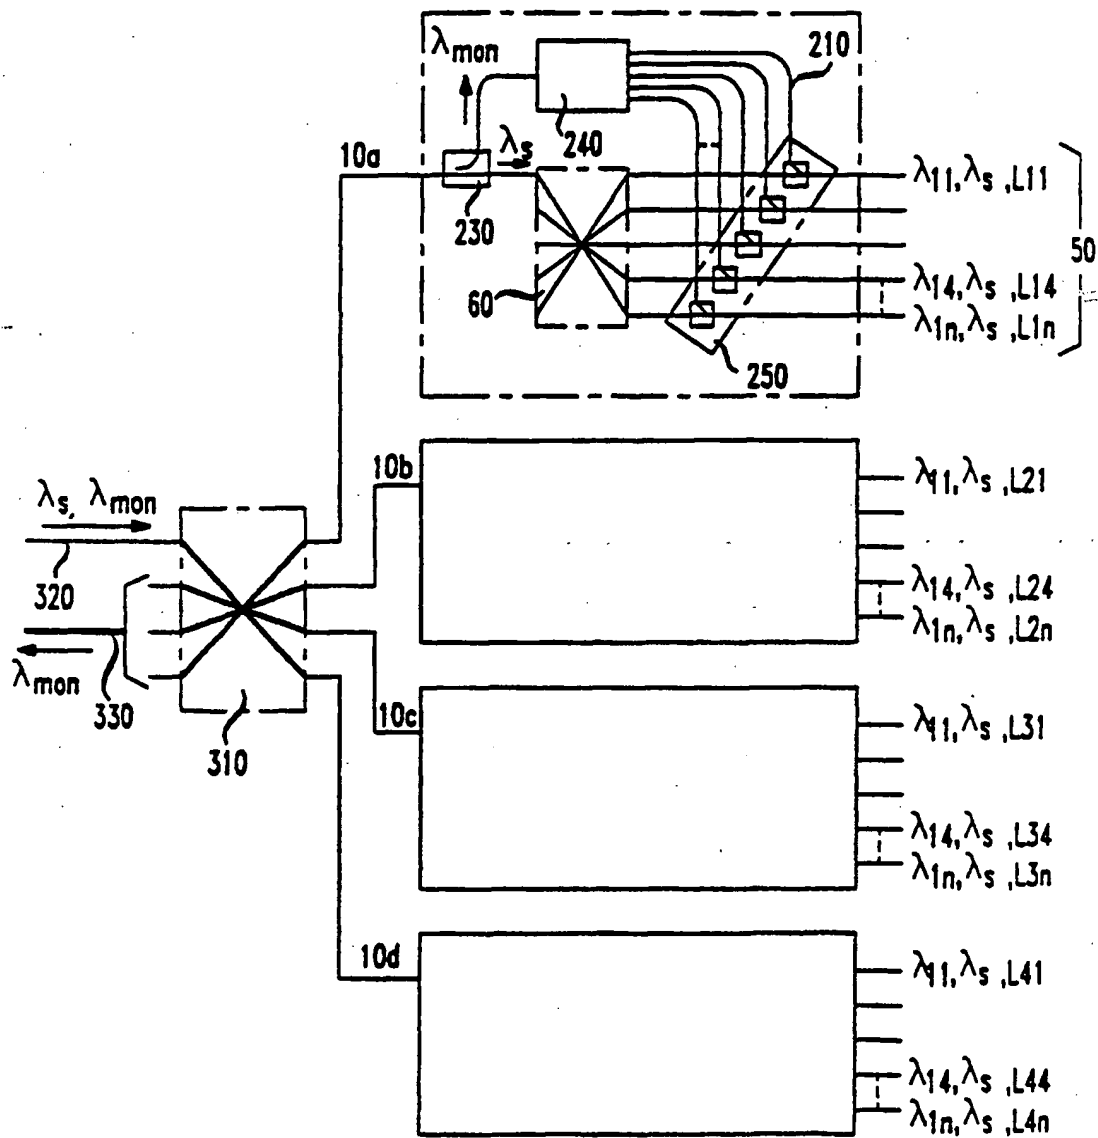 λmon
210
240
λs
10a
230
λ11, λs, L11
60
λ14, λs, L14
λ1n, λs, L1n
50
250
10b
λ11, λs, L21
λs, λmon
320
λ14, λs, L24
λ1n, λs, L2n
λmon
330
310
10c
λ11, λs, L31
λ14, λs, L34
λ1n, λs, L3n
10d
λ11, λs, L41
λ14, λs, L44
λ1n, λs, L4n